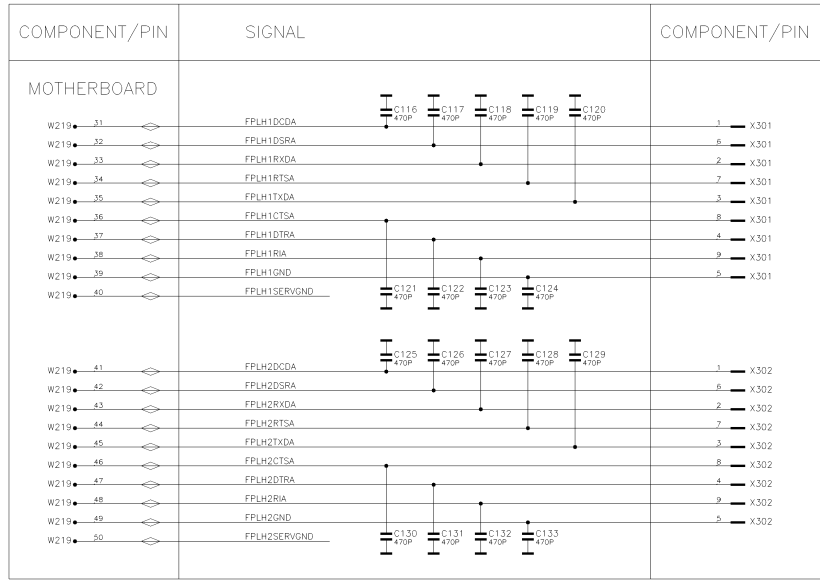 COMPONENT/PIN SIGNAL COMPONENT/PIN
MOTHERBOARD
C116 470P C117 470P C118 470P C119 470P C120 470P
W219 31 FPLH1DCDA 1 X301
W219 32 FPLH1DSRA 6 X301
W219 33 FPLH1RXDA 2 X301
W219 34 FPLH1RTSA 7 X301
W219 35 FPLH1TXDA 3 X301
W219 36 FPLH1CTSA 8 X301
W219 37 FPLH1DTRA 4 X301
W219 38 FPLH1RIA 9 X301
W219 39 FPLH1GND 5 X301
W219 40 FPLH1SERVGND
C121 470P C122 470P C123 470P C124 470P
C125 470P C126 470P C127 470P C128 470P C129 470P
W219 41 FPLH2DCDA 1 X302
W219 42 FPLH2DSRA 6 X302
W219 43 FPLH2RXDA 2 X302
W219 44 FPLH2RTSA 7 X302
W219 45 FPLH2TXDA 3 X302
W219 46 FPLH2CTSA 8 X302
W219 47 FPLH2DTRA 4 X302
W219 48 FPLH2RIA 9 X302
W219 49 FPLH2GND 5 X302
W219 50 FPLH2SERVGND
C130 470P C131 470P C132 470P C133 470P